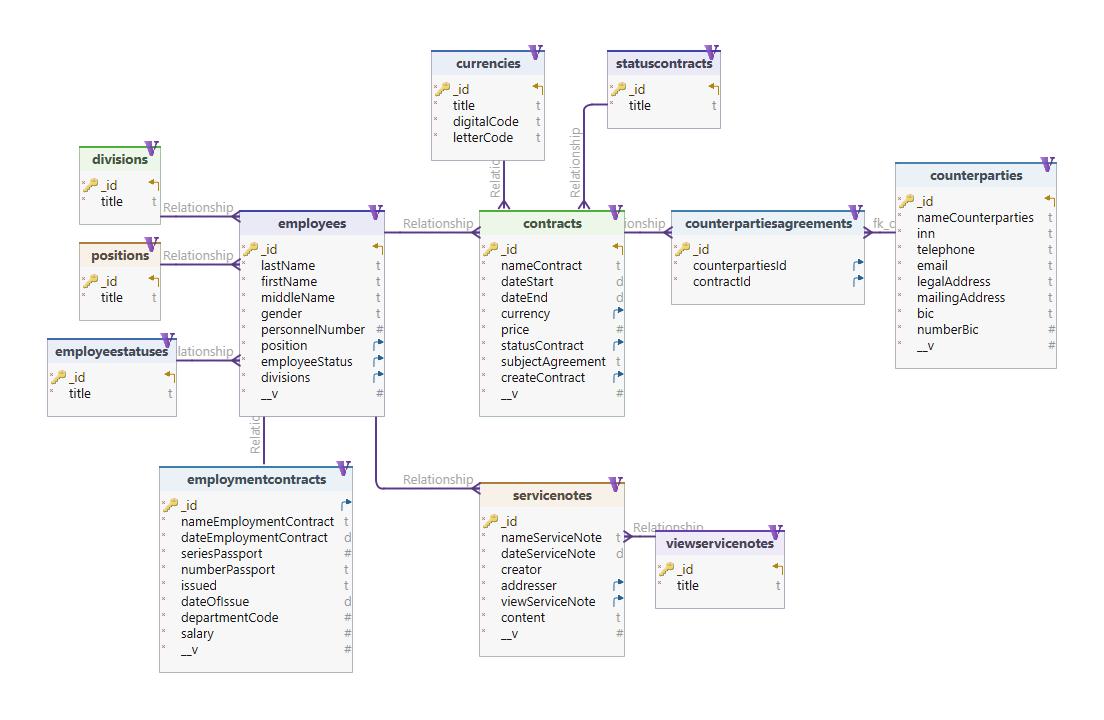 currencies
_id
title t
digitalCode t
letterCode t
statuscontracts
_id
title t
divisions
_id
title t
positions
_id
title t
employeestatuses
_id
title t
Relationship
Relationship
lationship
employees
_id
lastName t
firstName t
middleName t
gender t
personnelNumber #
position
employeeStatus
divisions
__v #
Relationship
Relatio
Relationship
contracts
_id
nameContract t
dateStart d
dateEnd d
currency
price #
statusContract
subjectAgreement t
createContract
__v #
ionship
counterpartiesagreements
_id
counterpartiesId
contractId
fk_c
counterparties
_id
nameCounterparties t
inn t
telephone t
email t
legalAddress t
mailingAddress t
bic t
numberBic #
__v #
Relatio
employmentcontracts
_id
nameEmploymentContract t
dateEmploymentContract d
seriesPassport #
numberPassport t
issued t
dateOfIssue d
departmentCode #
salary #
__v #
Relationship
servicenotes
_id
nameServiceNote t
dateServiceNote d
creator
addresser
viewServiceNote
content t
__v #
Relationship
viewservicenotes
_id
title t